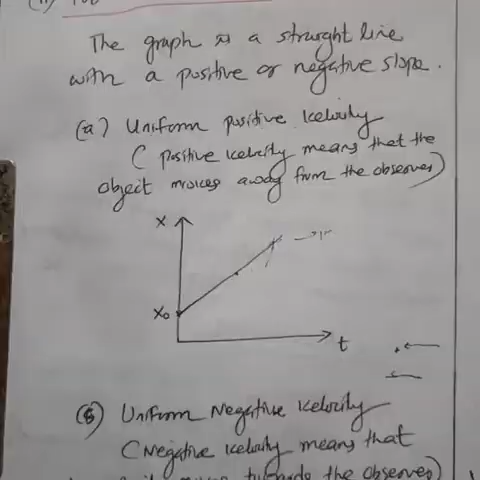 The graph is a straight line
with a positive or negative slope.
(a) Uniform positive velocity
( positive velocity means that the
object moves away from the observer)
x
x₀
t
(b) Uniform Negative velocity
(Negative velocity means that
towards the observer)